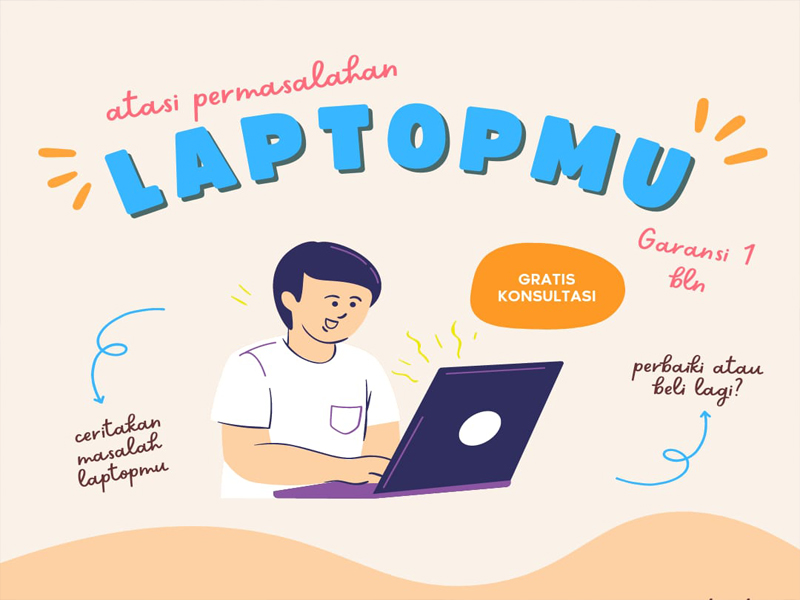 atasi permasalahan
LAPTOPMU
Garansi 1
bln
GRATIS
KONSULTASI
perbaiki atau
beli lagi?
ceritakan
masalah
laptopmu